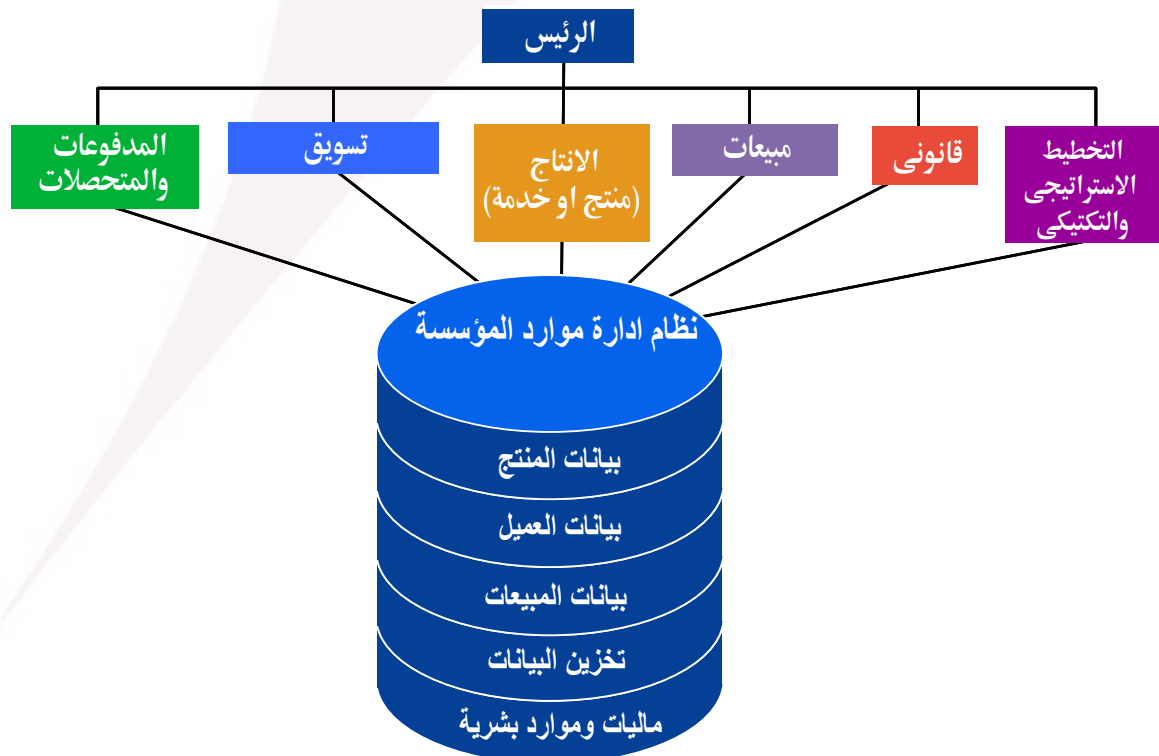 الرئيس
التخطيط
الاستراتيجى
والتكتيكى
قانونى
مبيعات
الانتاج
(منتج او خدمة)
تسويق
المدفوعات
والمتحصلات
نظام ادارة موارد المؤسسة
بيانات المنتج
بيانات العميل
بيانات المبيعات
تخزين البيانات
ماليات وموارد بشرية